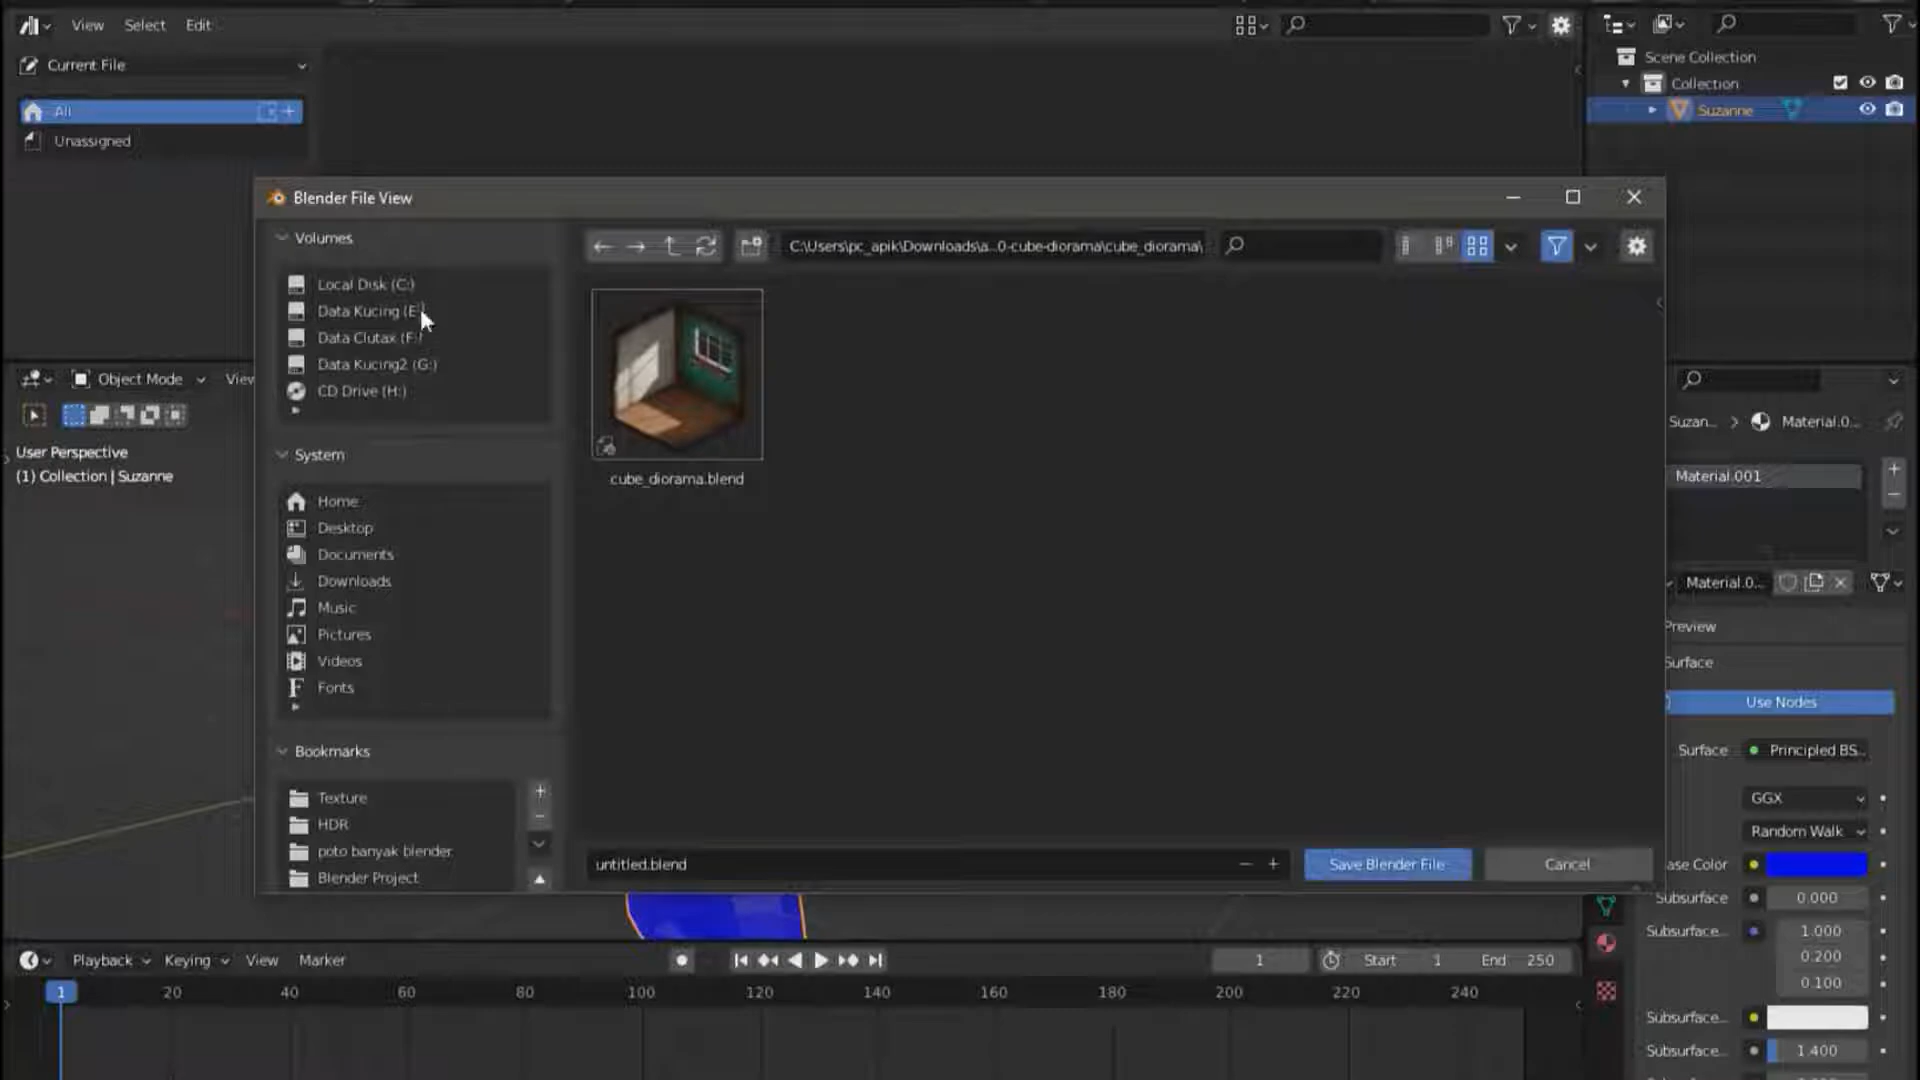 View Select Edit
Current File
All
Unassigned
Scene Collection
Collection
Suzanne
Blender File View
Volumes
Local Disk (C:)
Data Kucing (E:)
Data Clutax (F:)
Data Kucing2 (G:)
CD Drive (H:)
System
Home
Desktop
Documents
Downloads
Music
Pictures
Videos
Fonts
Bookmarks
Texture
HDR
poto banyak blender
Blender Project
C:\Users\pc_apik\Downloads\a...0-cube-diorama\cube_diorama\
cube_diorama.blend
untitled.blend
Save Blender File
Cancel
Object Mode
View
User Perspective
(1) Collection | Suzanne
Suzan...
Material.0...
Material.001
Material.0...
Preview
Surface
Use Nodes
Surface Principled BS...
GGX
Random Walk
ase Color
Subsurface 0.000
Subsurface... 1.000
0.200
0.100
Subsurface...
Subsurface... 1.400
Playback Keying View Marker
1 Start 1 End 250
1 20 40 60 80 100 120 140 160 180 200 220 240